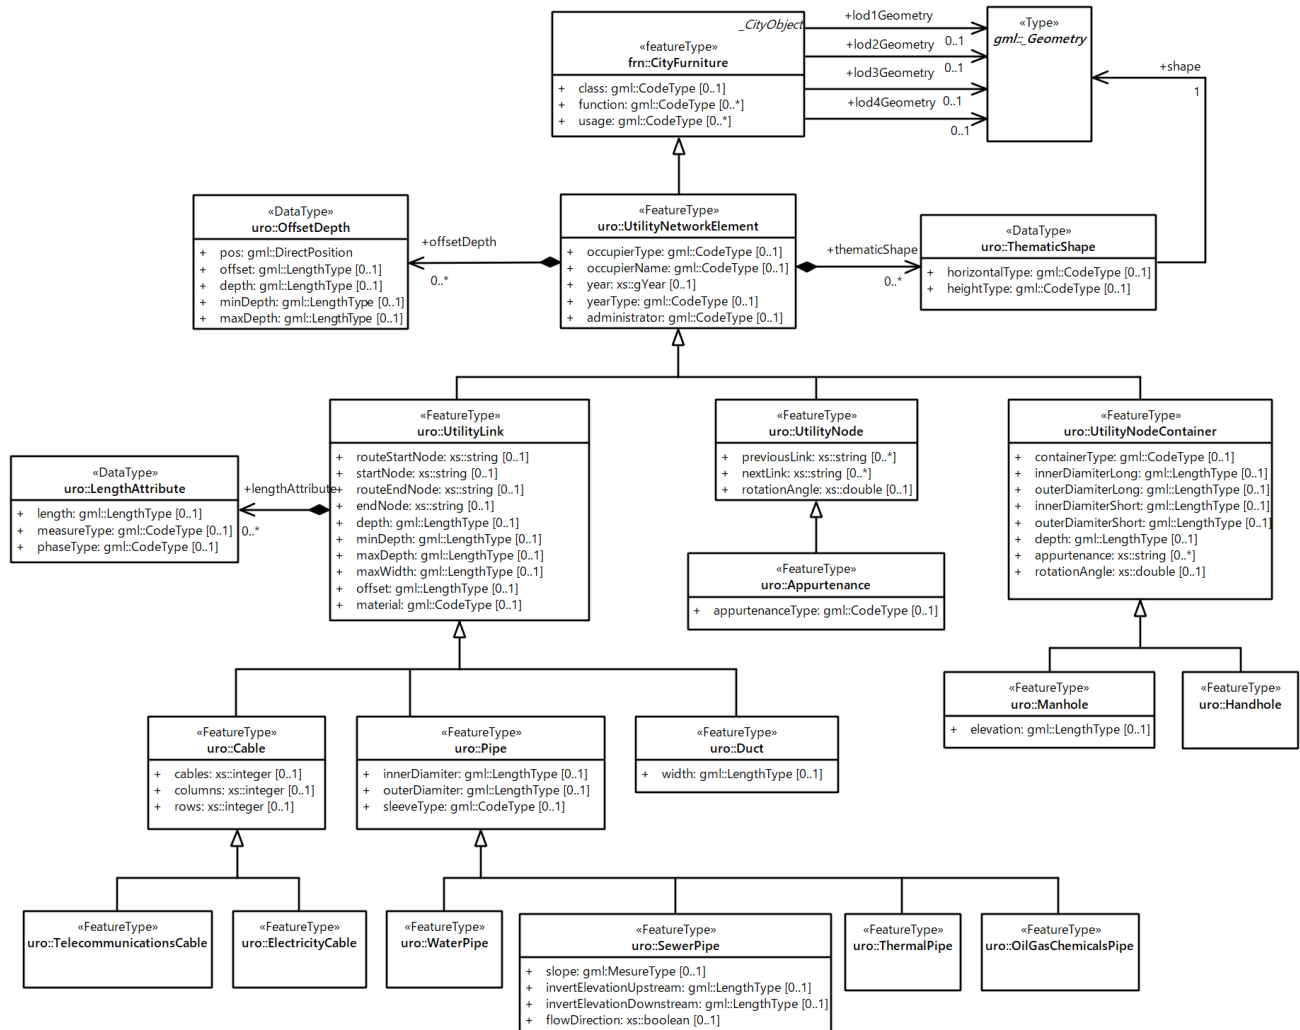 _CityObject
«featureType»
frn::CityFurniture
+ class: gml::CodeType [0..1]
+ function: gml::CodeType [0..*]
+ usage: gml::CodeType [0..*]
+lod1Geometry
0..1
+lod2Geometry
0..1
+lod3Geometry
0..1
+lod4Geometry
0..1
«Type»
gml::_Geometry
+shape
1
«DataType»
uro::OffsetDepth
+ pos: gml::DirectPosition
+ offset: gml::LengthType [0..1]
+ depth: gml::LengthType [0..1]
+ minDepth: gml::LengthType [0..1]
+ maxDepth: gml::LengthType [0..1]
+offsetDepth
0..*
«FeatureType»
uro::UtilityNetworkElement
+ occupierType: gml::CodeType [0..1]
+ occupierName: gml::CodeType [0..1]
+ year: xs::gYear [0..1]
+ yearType: gml::CodeType [0..1]
+ administrator: gml::CodeType [0..1]
+thematicShape
0..*
«DataType»
uro::ThematicShape
+ horizontalType: gml::CodeType [0..1]
+ heightType: gml::CodeType [0..1]
«DataType»
uro::LengthAttribute
+ length: gml::LengthType [0..1]
+ measureType: gml::CodeType [0..1]
+ phaseType: gml::CodeType [0..1]
+lengthAttribute
0..*
«FeatureType»
uro::UtilityLink
+ routeStartNode: xs::string [0..1]
+ startNode: xs::string [0..1]
+ routeEndNode: xs::string [0..1]
+ endNode: xs::string [0..1]
+ depth: gml::LengthType [0..1]
+ minDepth: gml::LengthType [0..1]
+ maxDepth: gml::LengthType [0..1]
+ maxWidth: gml::LengthType [0..1]
+ offset: gml::LengthType [0..1]
+ material: gml::CodeType [0..1]
«FeatureType»
uro::UtilityNode
+ previousLink: xs::string [0..*]
+ nextLink: xs::string [0..*]
+ rotationAngle: xs::double [0..1]
«FeatureType»
uro::UtilityNodeContainer
+ containerType: gml::CodeType [0..1]
+ innerDiamiterLong: gml::LengthType [0..1]
+ outerDiamiterLong: gml::LengthType [0..1]
+ innerDiamiterShort: gml::LengthType [0..1]
+ outerDiamiterShort: gml::LengthType [0..1]
+ depth: gml::LengthType [0..1]
+ appurtenance: xs::string [0..*]
+ rotationAngle: xs::double [0..1]
«FeatureType»
uro::Appurtenance
+ appurtenanceType: gml::CodeType [0..1]
«FeatureType»
uro::Manhole
+ elevation: gml::LengthType [0..1]
«FeatureType»
uro::Handhole
«FeatureType»
uro::Cable
+ cables: xs::integer [0..1]
+ columns: xs::integer [0..1]
+ rows: xs::integer [0..1]
«FeatureType»
uro::Pipe
+ innerDiamiter: gml::LengthType [0..1]
+ outerDiamiter: gml::LengthType [0..1]
+ sleeveType: gml::CodeType [0..1]
«FeatureType»
uro::Duct
+ width: gml::LengthType [0..1]
«FeatureType»
uro::TelecommunicationsCable
«FeatureType»
uro::ElectricityCable
«FeatureType»
uro::WaterPipe
«FeatureType»
uro::SewerPipe
+ slope: gml:MesureType [0..1]
+ invertElevationUpstream: gml::LengthType [0..1]
+ invertElevationDownstream: gml::LengthType [0..1]
+ flowDirection: xs::boolean [0..1]
«FeatureType»
uro::ThermalPipe
«FeatureType»
uro::OilGasChemicalsPipe